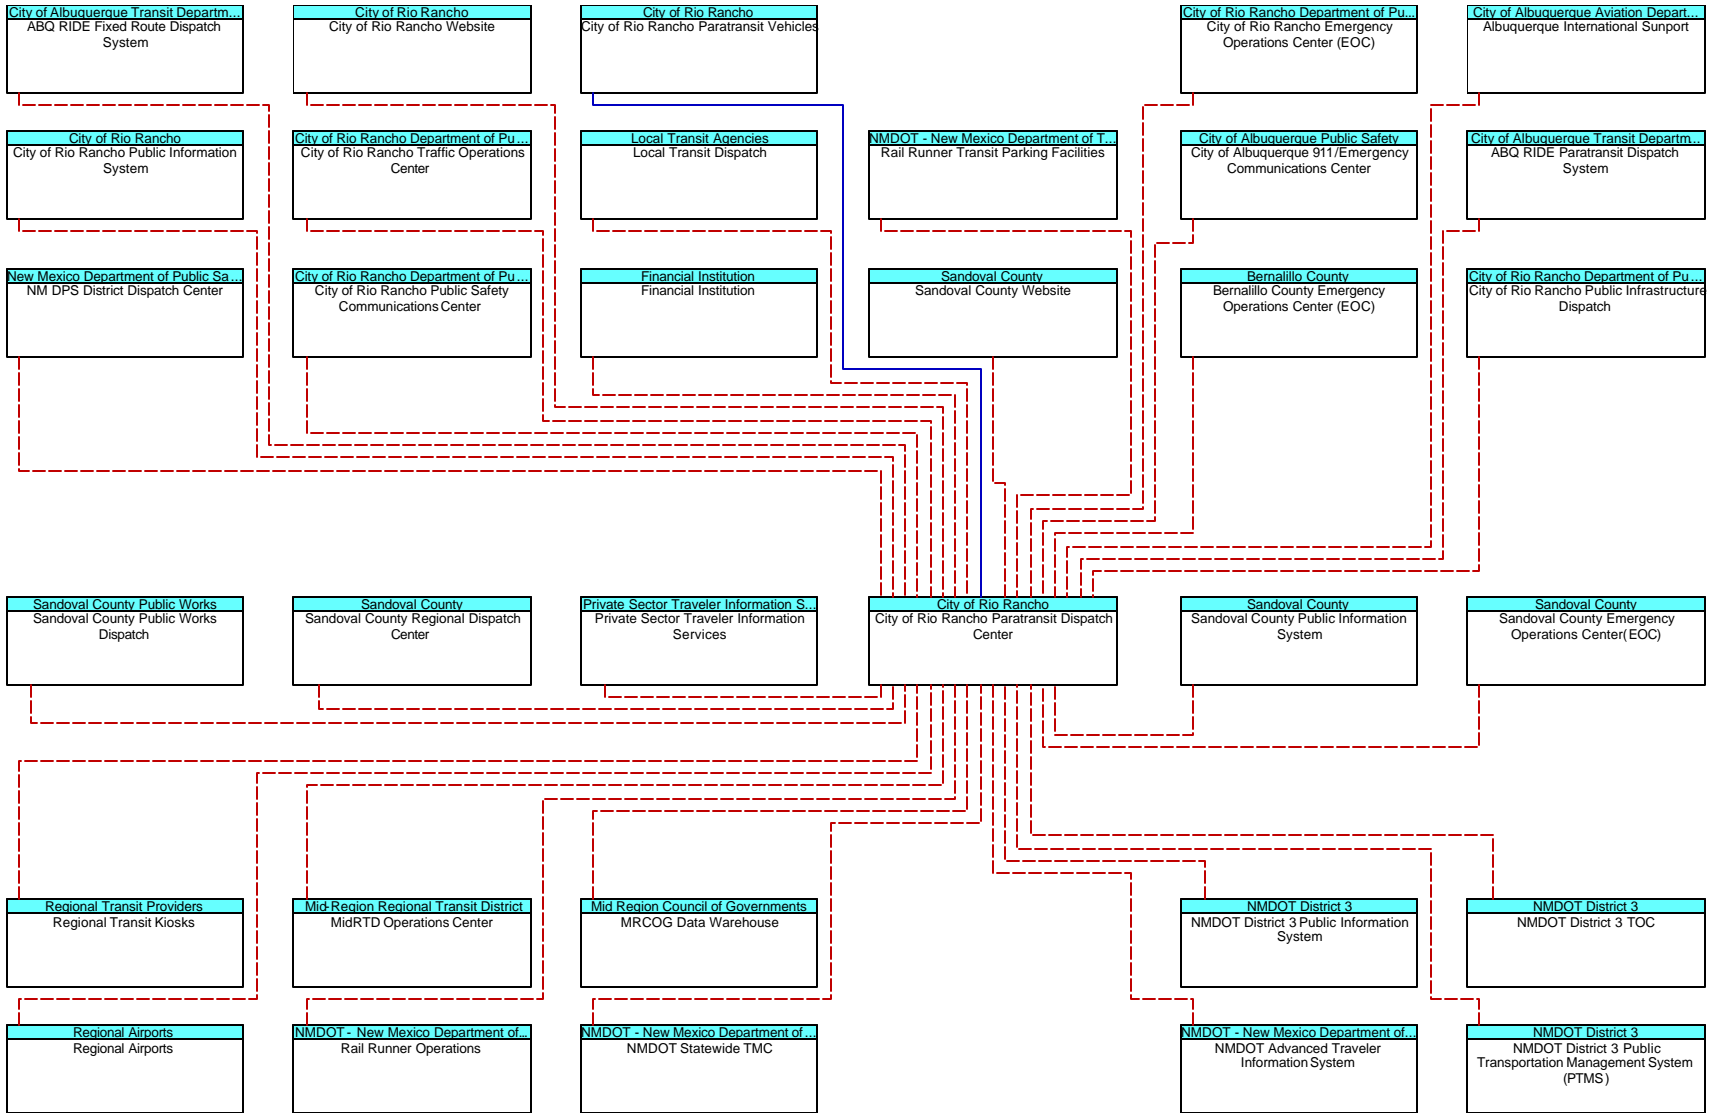 City of Albuquerque Transit Departm...
ABQ RIDE Fixed Route Dispatch
System
City of Rio Rancho
City of Rio Rancho Website
City of Rio Rancho
City of Rio Rancho Paratransit Vehicles
City of Rio Rancho Department of Pu...
City of Rio Rancho Emergency
Operations Center (EOC)
City of Albuquerque Aviation Depart...
Albuquerque International Sunport
City of Rio Rancho
City of Rio Rancho Public Information
System
City of Rio Rancho Department of Pu...
City of Rio Rancho Traffic Operations
Center
Local Transit Agencies
Local Transit Dispatch
NMDOT - New Mexico Department of T...
Rail Runner Transit Parking Facilities
City of Albuquerque Public Safety
City of Albuquerque 911/Emergency
Communications Center
City of Albuquerque Transit Departm...
ABQ RIDE Paratransit Dispatch
System
New Mexico Department of Public Sa...
NM DPS District Dispatch Center
City of Rio Rancho Department of Pu...
City of Rio Rancho Public Safety
Communications Center
Financial Institution
Financial Institution
Sandoval County
Sandoval County Website
Bernalillo County
Bernalillo County Emergency
Operations Center (EOC)
City of Rio Rancho Department of Pu...
City of Rio Rancho Public Infrastructure
Dispatch
Sandoval County Public Works
Sandoval County Public Works
Dispatch
Sandoval County
Sandoval County Regional Dispatch
Center
Private Sector Traveler Information S...
Private Sector Traveler Information
Services
City of Rio Rancho
City of Rio Rancho Paratransit Dispatch
Center
Sandoval County
Sandoval County Public Information
System
Sandoval County
Sandoval County Emergency
Operations Center(EOC)
Regional Transit Providers
Regional Transit Kiosks
Mid-Region Regional Transit District
MidRTD Operations Center
Mid Region Council of Governments
MRCOG Data Warehouse
NMDOT District 3
NMDOT District 3 Public Information
System
NMDOT District 3
NMDOT District 3 TOC
Regional Airports
Regional Airports
NMDOT - New Mexico Department of...
Rail Runner Operations
NMDOT - New Mexico Department of ...
NMDOT Statewide TMC
NMDOT - New Mexico Department of...
NMDOT Advanced Traveler
Information System
NMDOT District 3
NMDOT District 3 Public
Transportation Management System
(PTMS)